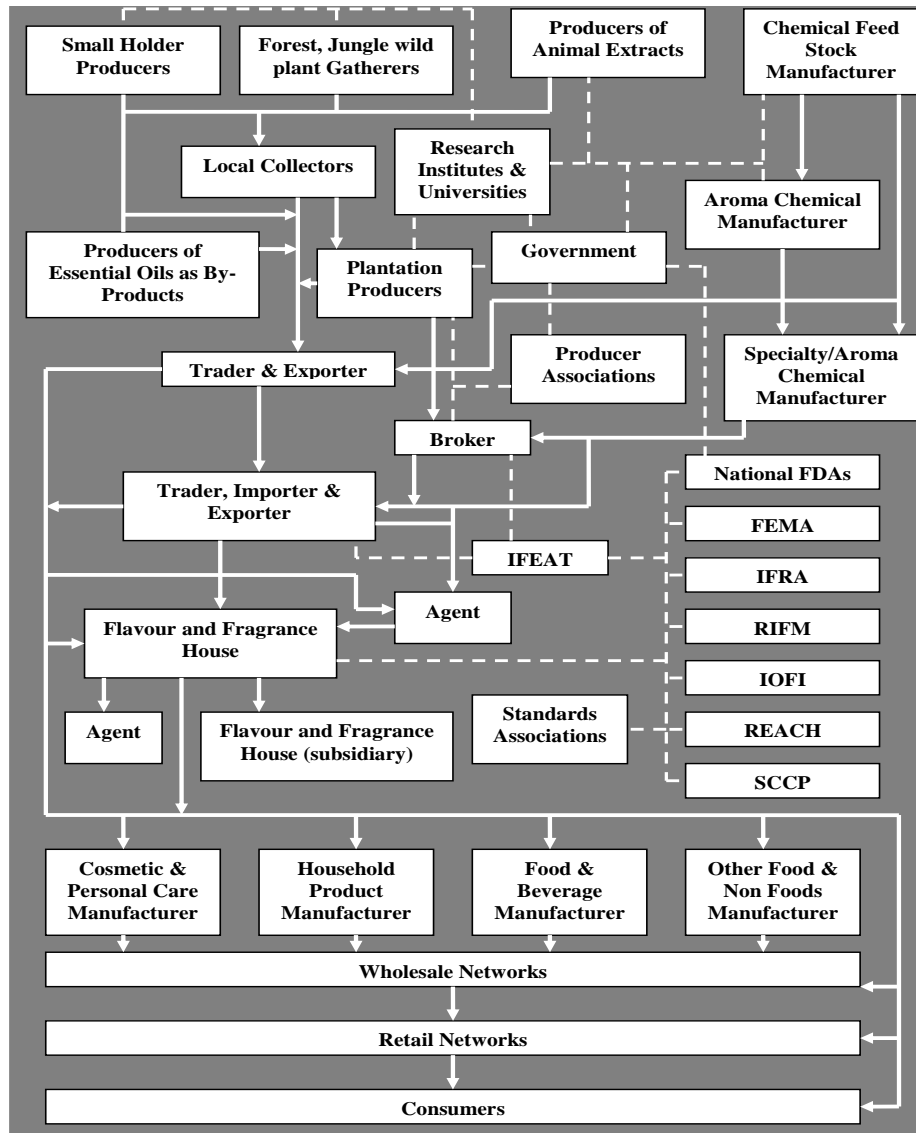 Small Holder
Producers
Forest, Jungle wild
plant Gatherers
Producers of
Animal Extracts
Chemical Feed
Stock
Manufacturer
Local Collectors
Research
Institutes &
Universities
Aroma Chemical
Manufacturer
Producers of
Essential Oils as By-
Products
Plantation
Producers
Government
Trader & Exporter
Producer
Associations
Specialty/Aroma
Chemical
Manufacturer
Broker
Trader, Importer &
Exporter
National FDAs
FEMA
IFEAT
IFRA
Agent
Flavour and Fragrance
House
RIFM
IOFI
Agent
Flavour and Fragrance
House (subsidiary)
Standards
Associations
REACH
SCCP
Cosmetic &
Personal Care
Manufacturer
Household
Product
Manufacturer
Food &
Beverage
Manufacturer
Other Food &
Non Foods
Manufacturer
Wholesale Networks
Retail Networks
Consumers